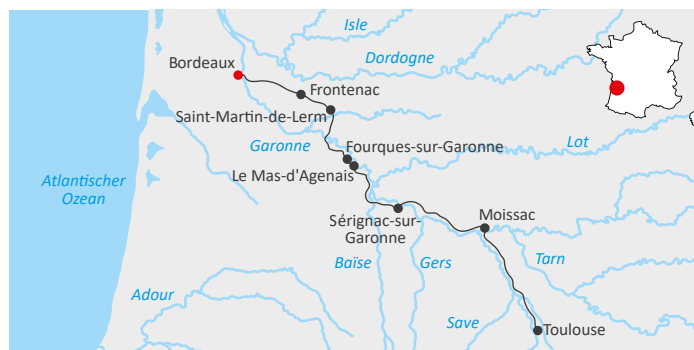 Isle
Dordogne
Bordeaux
Frontenac
Saint-Martin-de-Lerm
Garonne
Fourques-sur-Garonne
Lot
Le Mas-d'Agenais
Atlantischer
Ozean
Sérignac-sur-
Garonne
Moissac
Baïse
Gers
Tarn
Adour
Save
Toulouse